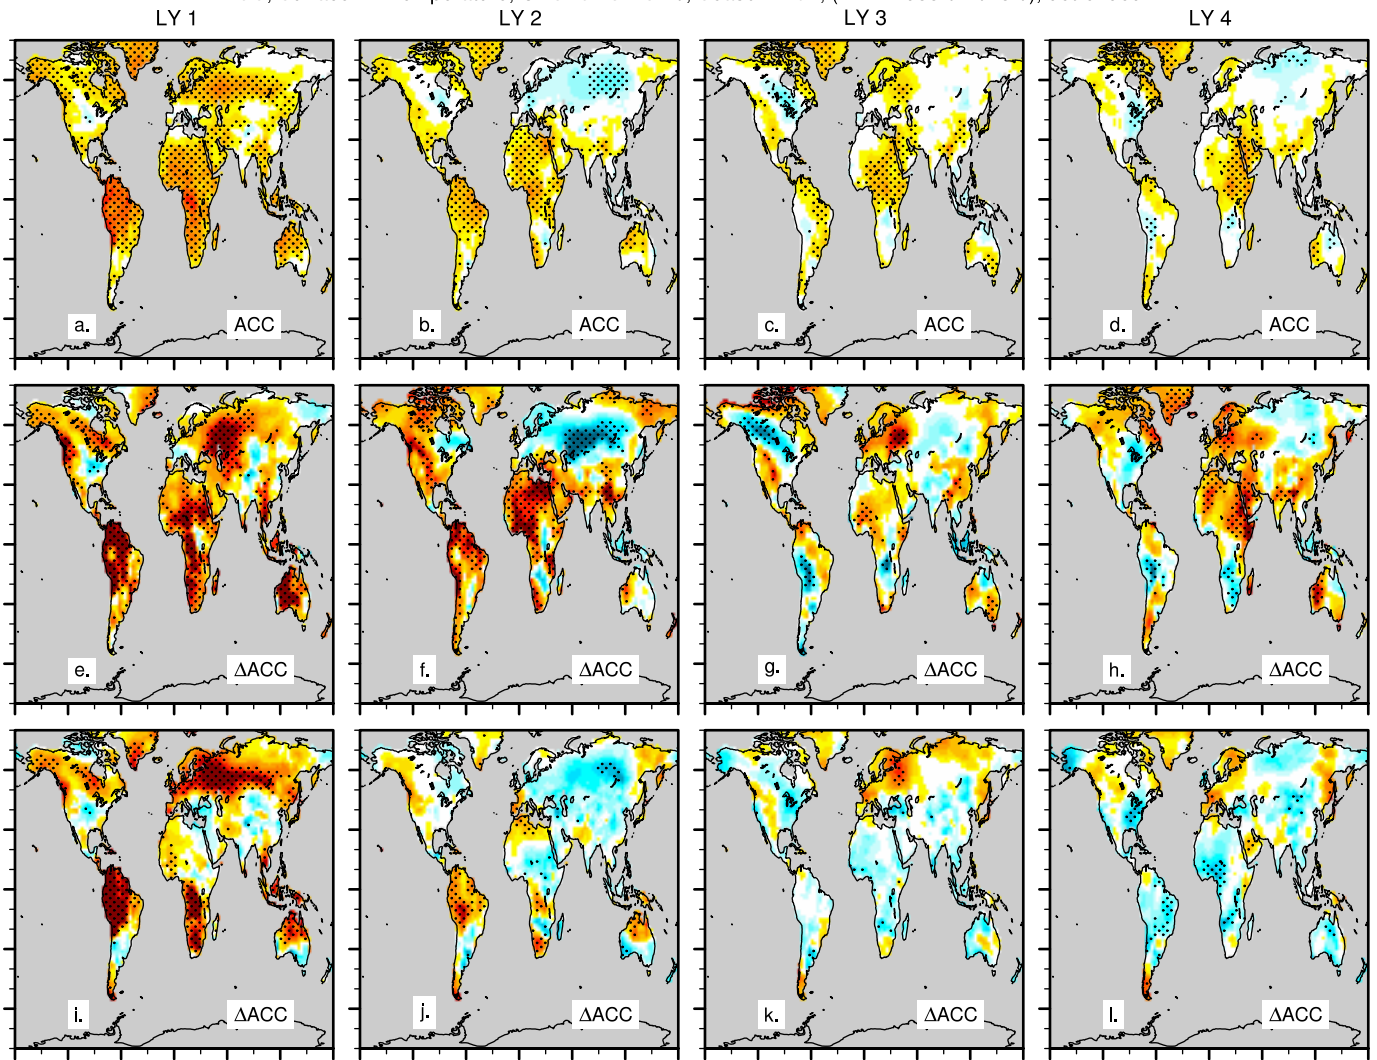 LY 1
LY 2
LY 3
LY 4
a.
ACC
b.
ACC
c.
ACC
d.
ACC
e.
ΔACC
f.
ΔACC
g.
ΔACC
h.
ΔACC
i.
ΔACC
j.
ΔACC
k.
ΔACC
l.
ΔACC